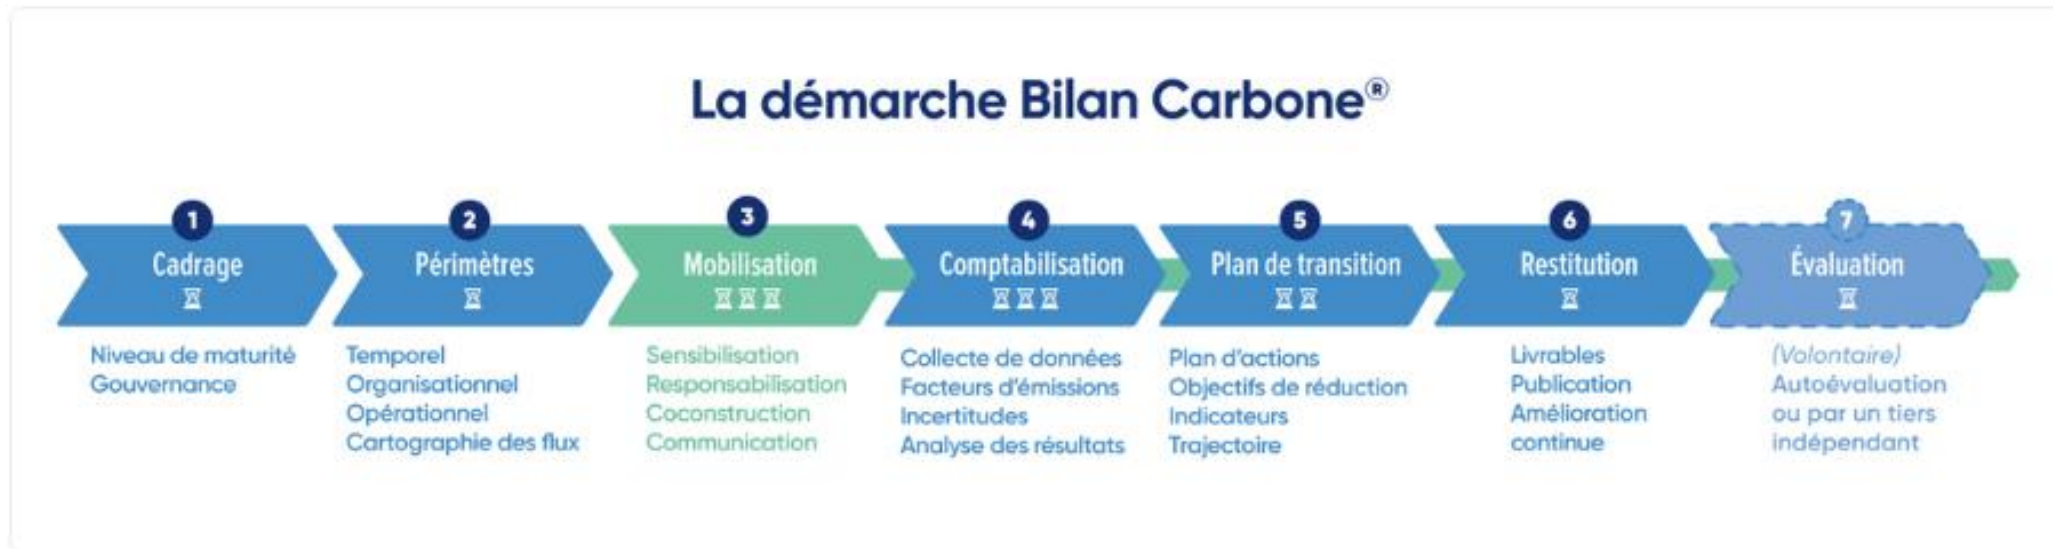 La démarche Bilan Carbone®
1
Cadrage
Niveau de maturité
Gouvernance
2
Périmètres
Temporel
Organisationnel
Opérationnel
Cartographie des flux
3
Mobilisation
Sensibilisation
Responsabilisation
Coconstruction
Communication
4
Comptabilisation
Collecte de données
Facteurs d'émissions
Incertitudes
Analyse des résultats
5
Plan de transition
Plan d'actions
Objectifs de réduction
Indicateurs
Trajectoire
6
Restitution
Livrables
Publication
Amélioration
continue
7
Évaluation
(Volontaire)
Autoévaluation
ou par un tiers
indépendant